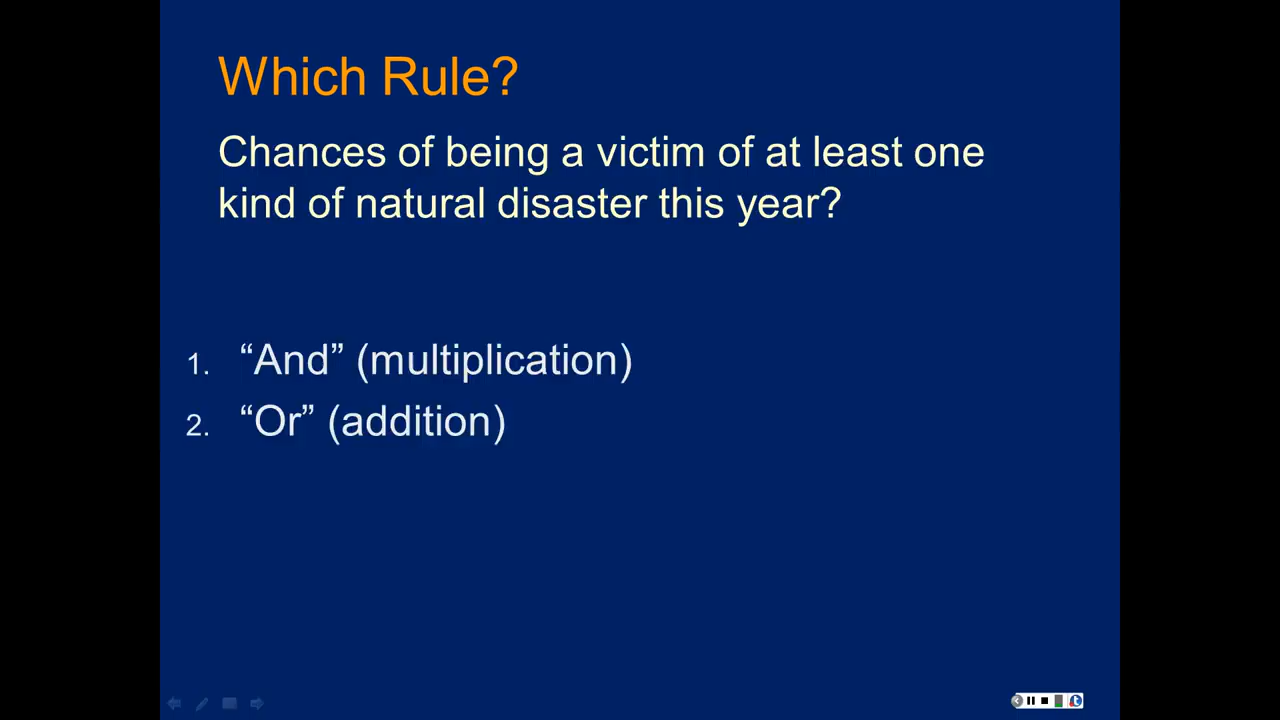 Which Rule?
Chances of being a victim of at least one
kind of natural disaster this year?
1. “And” (multiplication)
2. “Or” (addition)